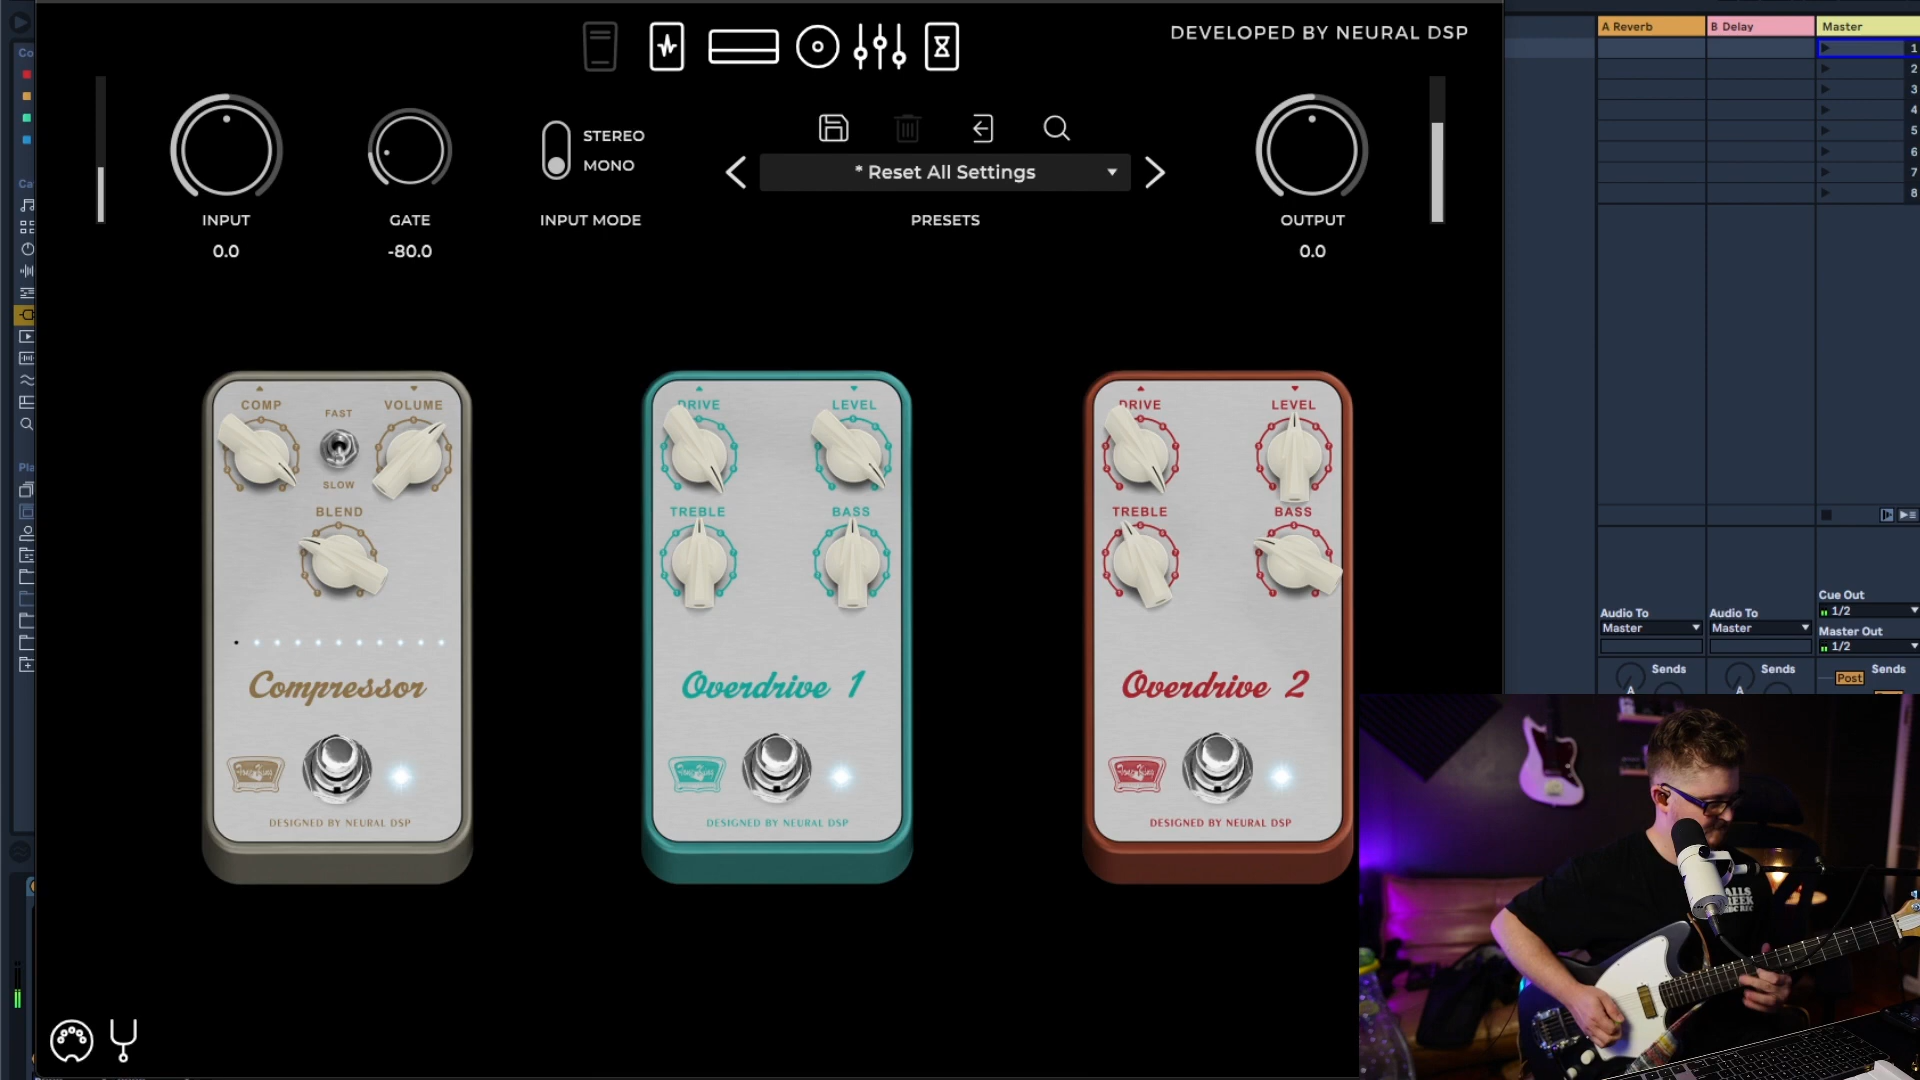 DEVELOPED BY NEURAL DSP
A Reverb
B Delay
Master
1
2
3
4
5
6
7
8
STEREO
MONO
* Reset All Settings
INPUT
GATE
INPUT MODE
PRESETS
OUTPUT
0.0
-80.0
0.0
COMP
FAST
VOLUME
SLOW
BLEND
Compressor
DESIGNED BY NEURAL DSP
DRIVE
LEVEL
TREBLE
BASS
Overdrive 1
DESIGNED BY NEURAL DSP
DRIVE
LEVEL
TREBLE
BASS
Overdrive 2
DESIGNED BY NEURAL DSP
Audio To
Master
Audio To
Master
Cue Out
1/2
Master Out
1/2
Sends
A
Sends
A
Sends
Post